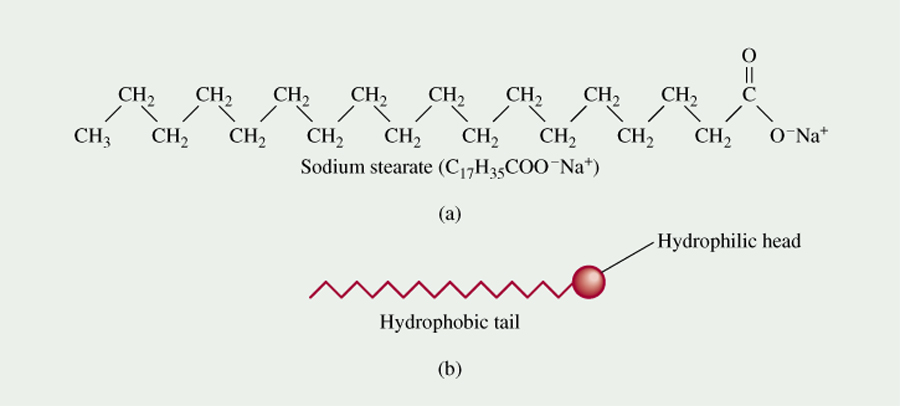 O
CH₂ CH₂ CH₂ CH₂ CH₂ CH₂ CH₂ CH₂ C
CH₃ CH₂ CH₂ CH₂ CH₂ CH₂ CH₂ CH₂ CH₂ O⁻Na⁺
Sodium stearate (C₁₇H₃₅COO⁻Na⁺)
(a)
Hydrophilic head
Hydrophobic tail
(b)